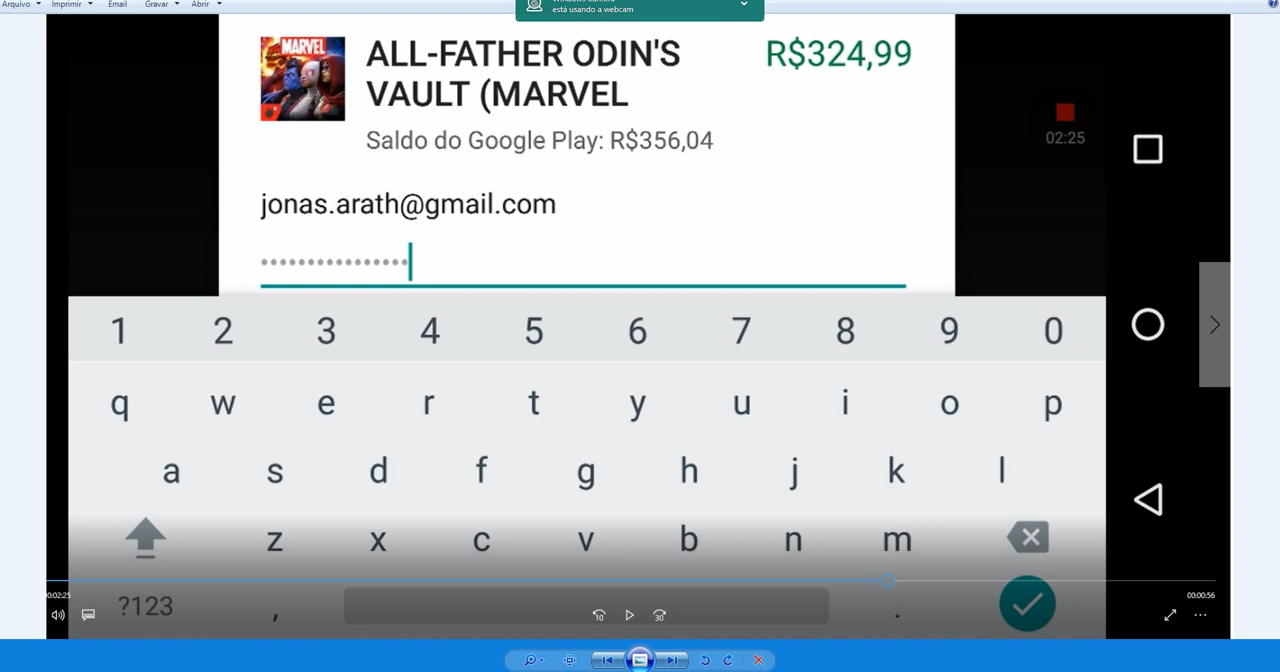 Arquivo Imprimir Email Gravar Abrir
está usando a webcam
MARVEL
ALL-FATHER ODIN'S
VAULT (MARVEL
R$324,99
Saldo do Google Play: R$356,04
02:25
jonas.arath@gmail.com
••••••••••••••••
1 2 3 4 5 6 7 8 9 0
q w e r t y u i o p
a s d f g h j k l
z x c v b n m
00:02:25
00:00:56
?123 , .
10 30